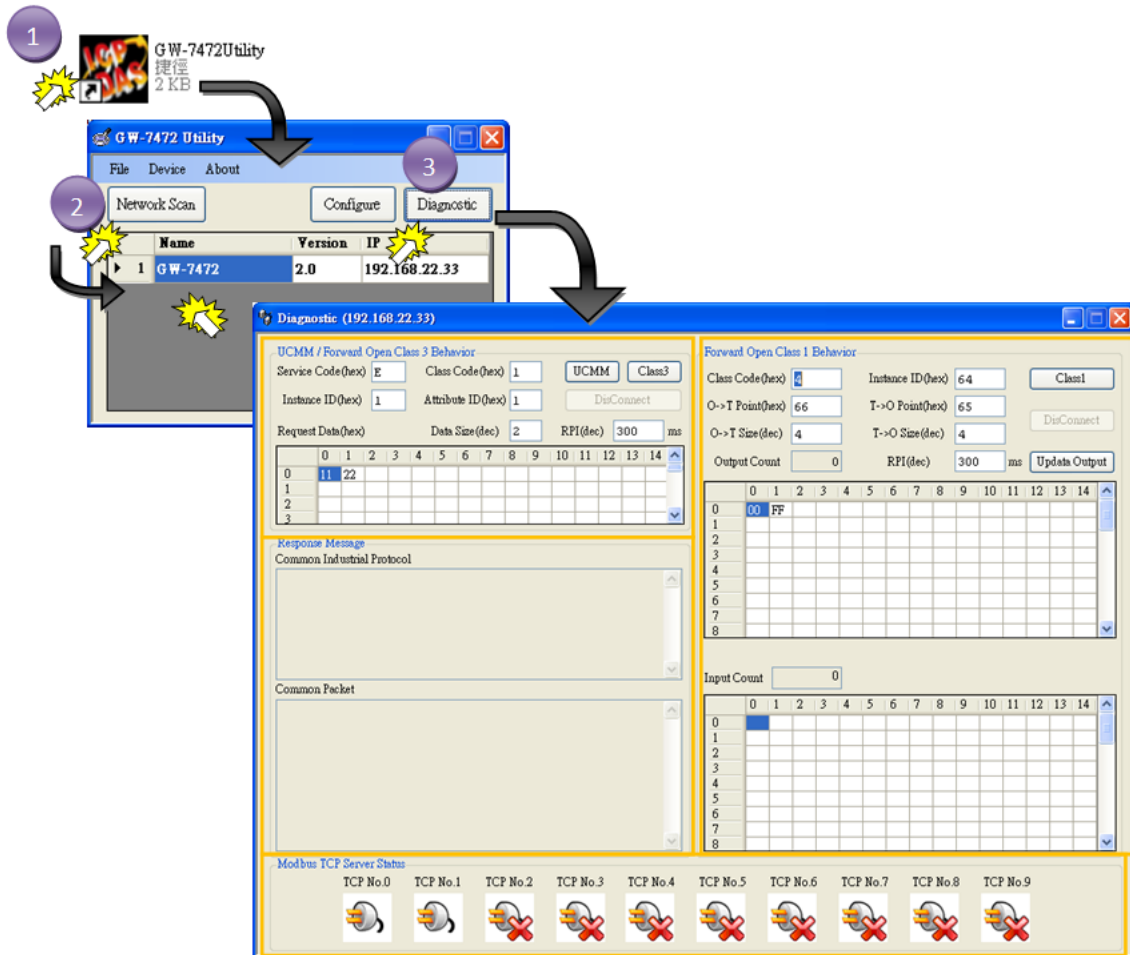 1
ICP
DAS
GW-7472Utility
捷徑
2 KB
GW-7472 Utility
File Device About
3
2
Network Scan Configure Diagnostic
Name Version IP
1 GW-7472 2.0 192.168.22.33
Diagnostic (192.168.22.33)
UCMM / Forward Open Class 3 Behavior
Service Code(hex) E Class Code(hex) 1 UCMM Class3
Instance ID(hex) 1 Attribute ID(hex) 1 DisConnect
Request Data(hex) Data Size(dec) 2 RPI(dec) 300 ms
0 1 2 3 4 5 6 7 8 9 10 11 12 13 14
0 11 22
1
2
3
Response Message
Common Industrial Protocol
Common Packet
Forward Open Class 1 Behavior
Class Code(hex) 4 Instance ID(hex) 64 Class1
O->T Point(hex) 66 T->O Point(hex) 65
DisConnect
O->T Size(dec) 4 T->O Size(dec) 4
Output Count 0 RPI(dec) 300 ms Updata Output
0 1 2 3 4 5 6 7 8 9 10 11 12 13 14
0 00 FF
1
2
3
4
5
6
7
8
Input Count 0
0 1 2 3 4 5 6 7 8 9 10 11 12 13 14
0
1
2
3
4
5
6
7
8
Modbus TCP Server Status
TCP No.0 TCP No.1 TCP No.2 TCP No.3 TCP No.4 TCP No.5 TCP No.6 TCP No.7 TCP No.8 TCP No.9